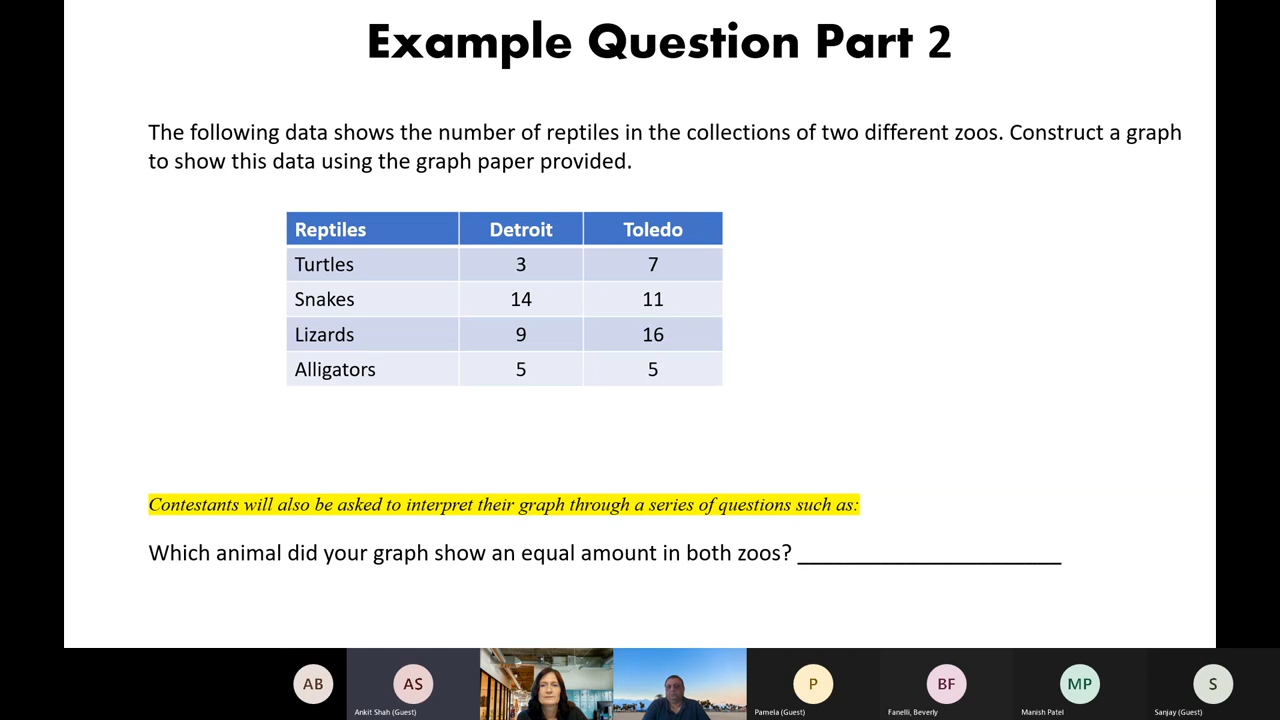 Example Question Part 2
The following data shows the number of reptiles in the collections of two different zoos. Construct a graph
to show this data using the graph paper provided.
Reptiles Detroit Toledo
Turtles 3 7
Snakes 14 11
Lizards 9 16
Alligators 5 5
Contestants will also be asked to interpret their graph through a series of questions such as:
Which animal did your graph show an equal amount in both zoos? ________________________
AB AS P BF MP S
Ankit Shah (Guest) Pamela (Guest) Fanelli, Beverly Manish Patel Sanjay (Guest)